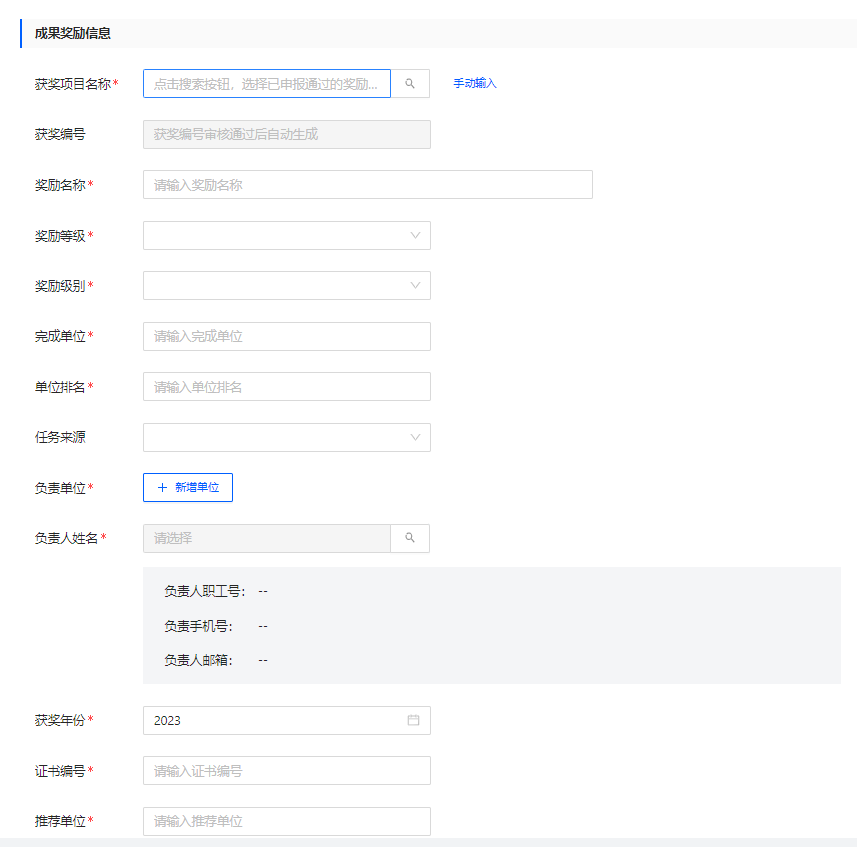 成果奖励信息
获奖项目名称* 点击搜索按钮，选择已申报通过的奖励... 手动输入
获奖编号 获奖编号审核通过后自动生成
奖励名称* 请输入奖励名称
奖励等级*
奖励级别*
完成单位* 请输入完成单位
单位排名* 请输入单位排名
任务来源
负责单位* + 新增单位
负责人姓名* 请选择
负责人职工号： --
负责手机号： --
负责人邮箱： --
获奖年份* 2023
证书编号* 请输入证书编号
推荐单位* 请输入推荐单位